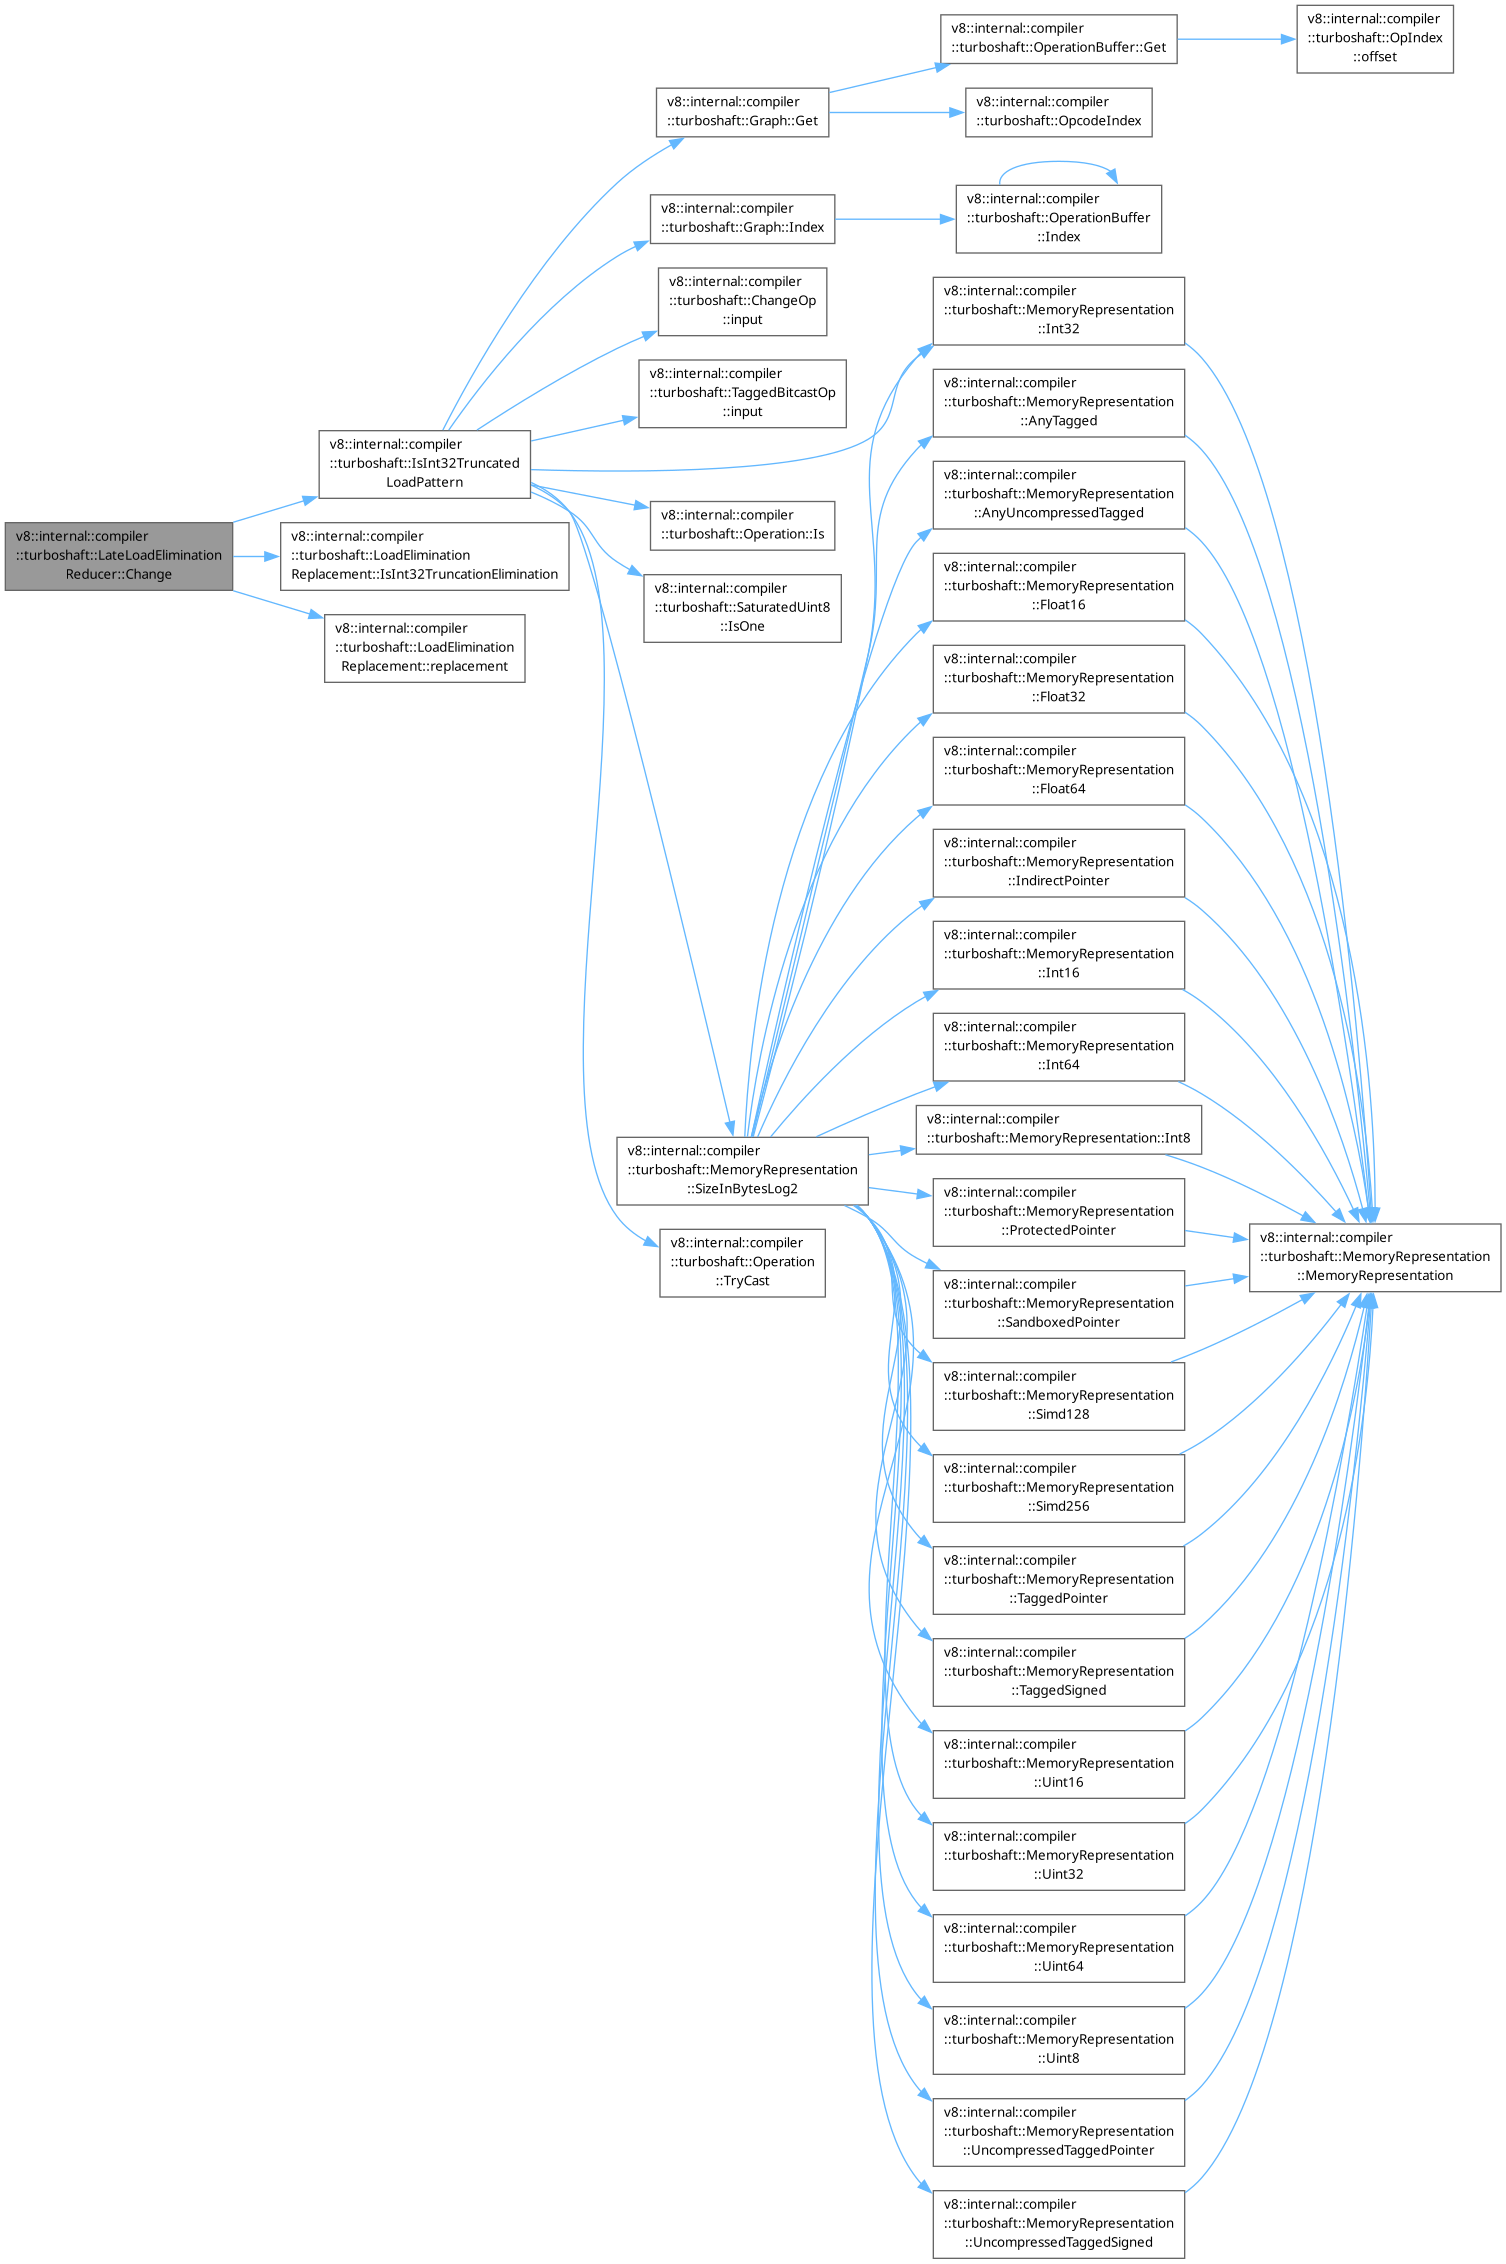 v8::internal::compiler
::turboshaft::LateLoadElimination
Reducer::Change
v8::internal::compiler
::turboshaft::IsInt32Truncated
LoadPattern
v8::internal::compiler
::turboshaft::LoadElimination
Replacement::IsInt32TruncationElimination
v8::internal::compiler
::turboshaft::LoadElimination
Replacement::replacement
v8::internal::compiler
::turboshaft::Graph::Get
v8::internal::compiler
::turboshaft::Graph::Index
v8::internal::compiler
::turboshaft::ChangeOp
::input
v8::internal::compiler
::turboshaft::TaggedBitcastOp
::input
v8::internal::compiler
::turboshaft::Operation::Is
v8::internal::compiler
::turboshaft::SaturatedUint8
::IsOne
v8::internal::compiler
::turboshaft::MemoryRepresentation
::SizeInBytesLog2
v8::internal::compiler
::turboshaft::Operation
::TryCast
v8::internal::compiler
::turboshaft::OperationBuffer::Get
v8::internal::compiler
::turboshaft::OpcodeIndex
v8::internal::compiler
::turboshaft::OperationBuffer
::Index
v8::internal::compiler
::turboshaft::MemoryRepresentation
::Int32
v8::internal::compiler
::turboshaft::MemoryRepresentation
::AnyTagged
v8::internal::compiler
::turboshaft::MemoryRepresentation
::AnyUncompressedTagged
v8::internal::compiler
::turboshaft::MemoryRepresentation
::Float16
v8::internal::compiler
::turboshaft::MemoryRepresentation
::Float32
v8::internal::compiler
::turboshaft::MemoryRepresentation
::Float64
v8::internal::compiler
::turboshaft::MemoryRepresentation
::IndirectPointer
v8::internal::compiler
::turboshaft::MemoryRepresentation
::Int16
v8::internal::compiler
::turboshaft::MemoryRepresentation
::Int64
v8::internal::compiler
::turboshaft::MemoryRepresentation::Int8
v8::internal::compiler
::turboshaft::MemoryRepresentation
::ProtectedPointer
v8::internal::compiler
::turboshaft::MemoryRepresentation
::SandboxedPointer
v8::internal::compiler
::turboshaft::MemoryRepresentation
::Simd128
v8::internal::compiler
::turboshaft::MemoryRepresentation
::Simd256
v8::internal::compiler
::turboshaft::MemoryRepresentation
::TaggedPointer
v8::internal::compiler
::turboshaft::MemoryRepresentation
::TaggedSigned
v8::internal::compiler
::turboshaft::MemoryRepresentation
::Uint16
v8::internal::compiler
::turboshaft::MemoryRepresentation
::Uint32
v8::internal::compiler
::turboshaft::MemoryRepresentation
::Uint64
v8::internal::compiler
::turboshaft::MemoryRepresentation
::Uint8
v8::internal::compiler
::turboshaft::MemoryRepresentation
::UncompressedTaggedPointer
v8::internal::compiler
::turboshaft::MemoryRepresentation
::UncompressedTaggedSigned
v8::internal::compiler
::turboshaft::OpIndex
::offset
v8::internal::compiler
::turboshaft::MemoryRepresentation
::MemoryRepresentation